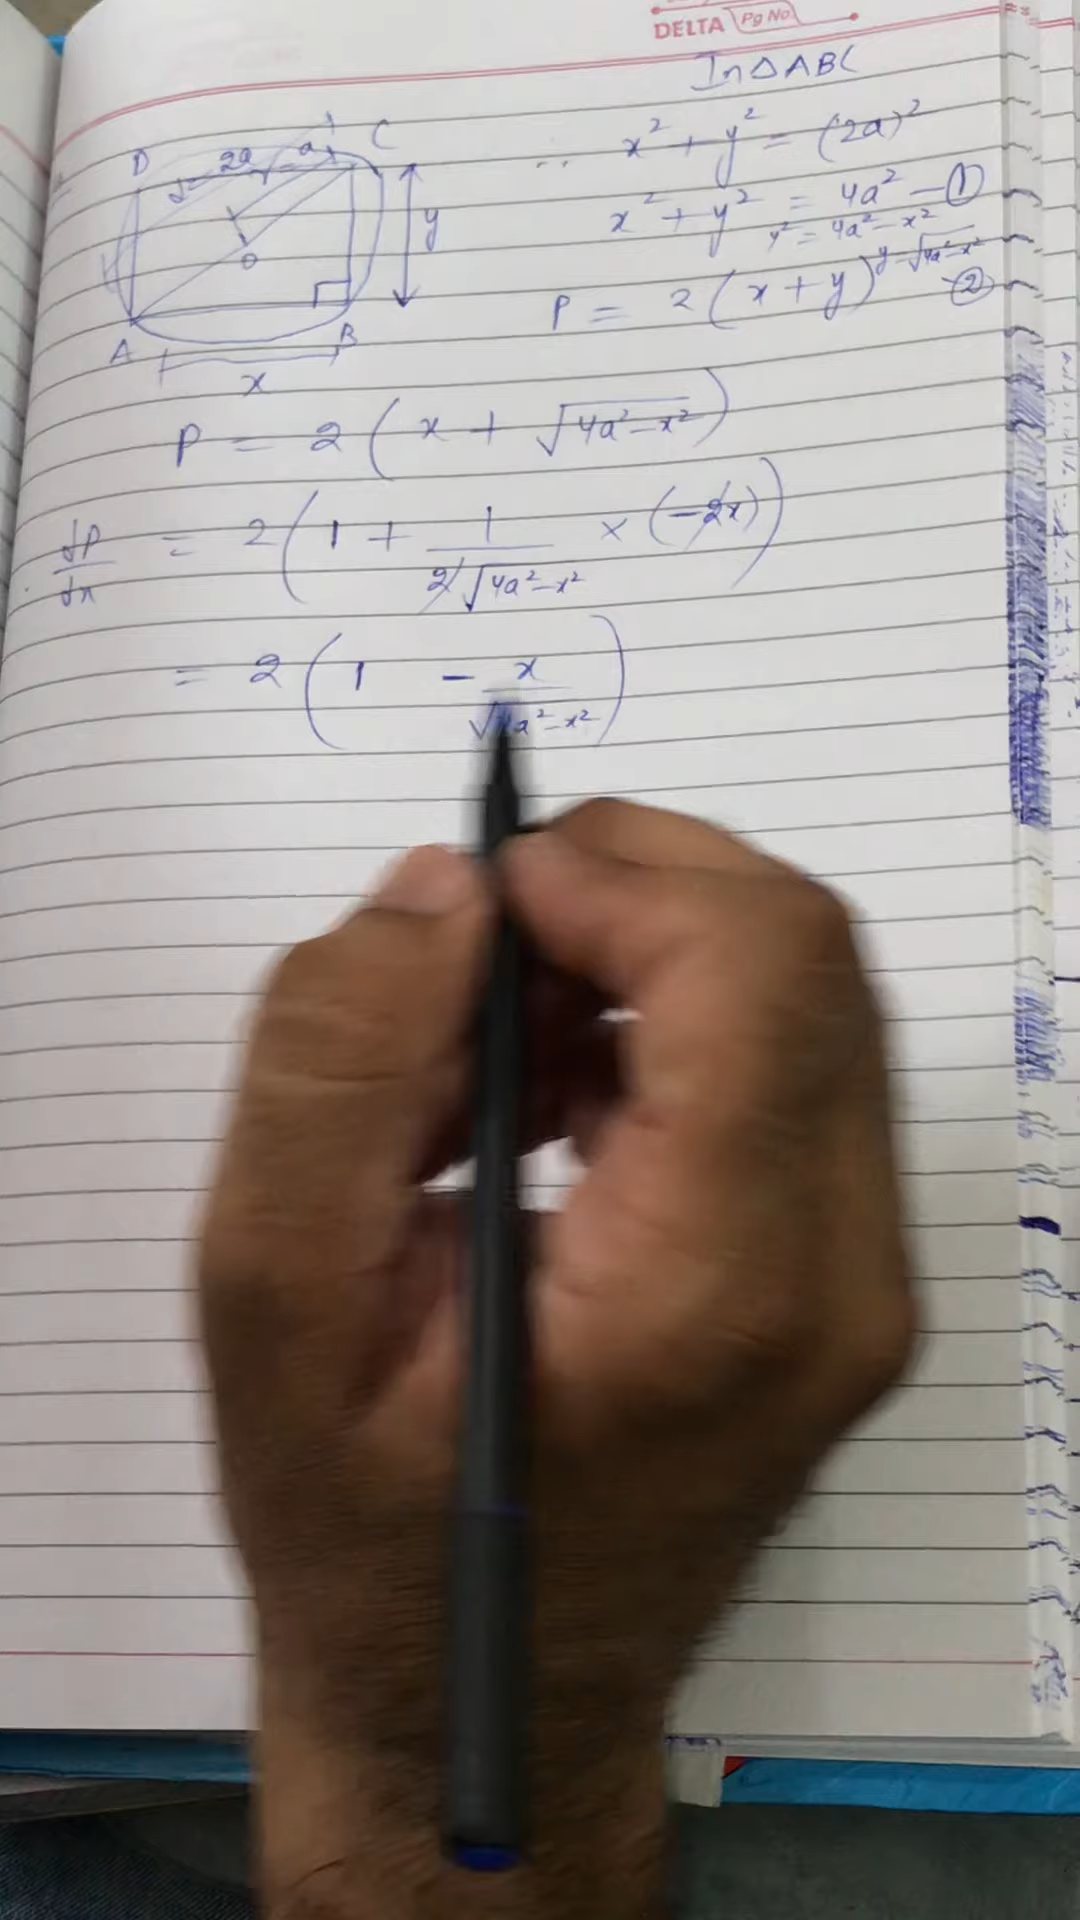 DELTA Pg No.
In △ABC
∴ x² + y² = (2a)²
x² + y² = 4a² — ①
y² = 4a² - x²
y = √4a²-x²
P = 2(x + y) — ②
D 2a a C
O
y
A B
x
P = 2(x + √4a²-x²)
dP/dx = 2(1 + 1/2√4a²-x² × (-2x))
= 2(1 - x/√4a²-x²)